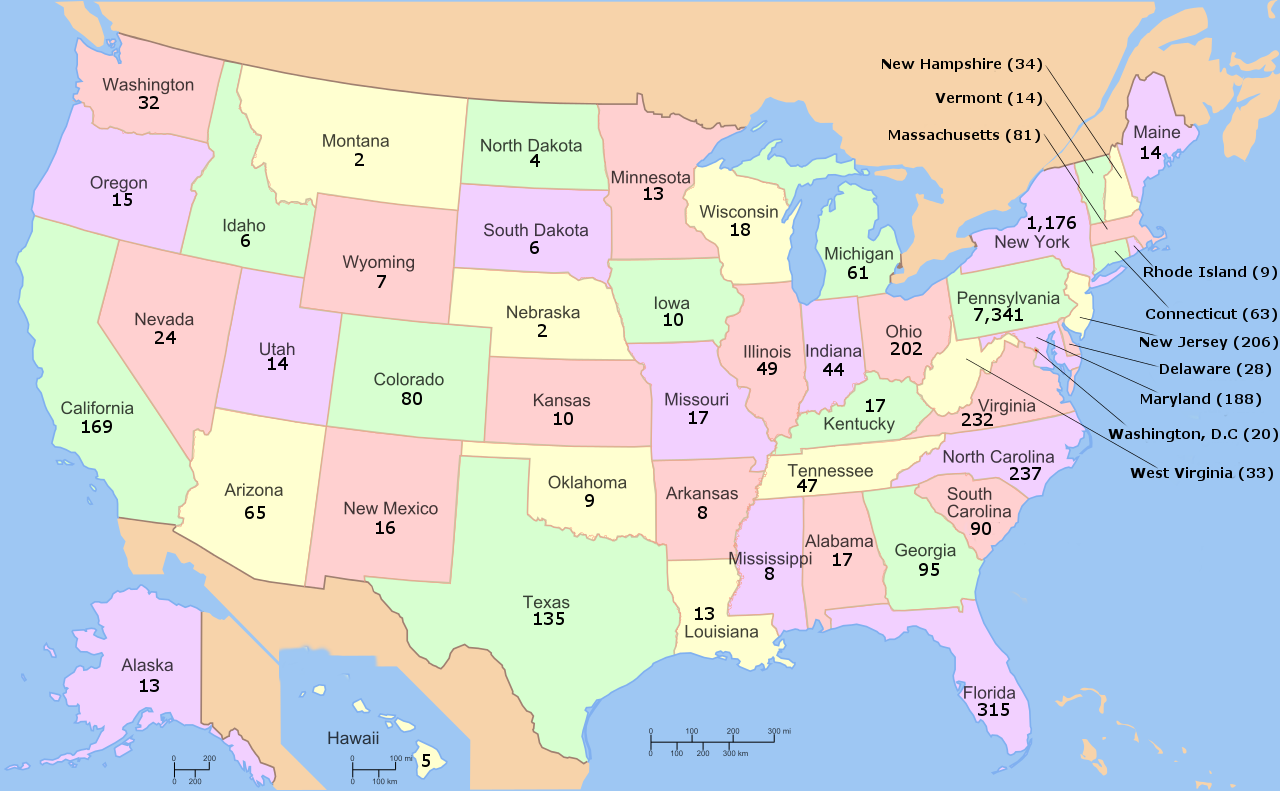 New Hampshire (34)
Vermont (14)
Massachusetts (81)
Washington
32
Montana
2
North Dakota
4
Minnesota
13
Maine
14
Oregon
15
Idaho
6
South Dakota
6
Wisconsin
18
Michigan
61
1,176
New York
Wyoming
7
Rhode Island (9)
Nebraska
2
Iowa
10
Pennsylvania
7,341
Connecticut (63)
Nevada
24
Utah
14
Illinois
49
Indiana
44
Ohio
202
New Jersey (206)
Delaware (28)
Colorado
80
Kansas
10
Missouri
17
17
Kentucky
Virginia
232
Maryland (188)
California
169
Washington, D.C (20)
Arizona
65
New Mexico
16
Oklahoma
9
Arkansas
8
Tennessee
47
North Carolina
237
West Virginia (33)
South
Carolina
90
Mississippi
8
Alabama
17
Georgia
95
Texas
135
13
Louisiana
Alaska
13
Florida
315
Hawaii
5
0 200
0 200
0 100 mi
0 100 km
0 100 200 300 mi
0 100 200 300 km